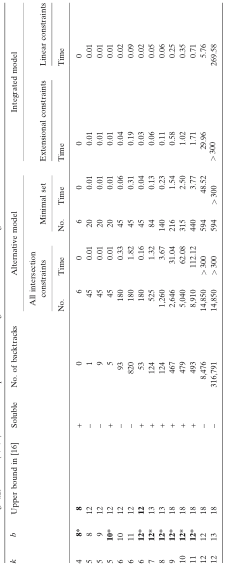 k b Upper bound in [16] Soluble No. of backtracks Alternative model Integrated model
All intersection constraints Minimal set Extensional constraints Linear constraints
No. Time No. Time Time Time
4 8* 8 + 0 6 0 6 0 0 0
5 8 12 – 1 45 0.01 20 0.01 0.01 0.01
5 9 12 – 9 45 0.01 20 0.01 0.01 0.01
5 10* 12 + 5 45 0.01 20 0.01 0.01 0.01
6 10 12 – 93 180 0.33 45 0.06 0.04 0.02
6 11 12 – 820 180 1.82 45 0.31 0.19 0.09
6 12* 12 + 53 180 0.16 45 0.04 0.03 0.02
7 12* 13 + 124 525 1.32 84 0.13 0.06 0.05
8 12* 13 + 124 1,260 3.67 140 0.23 0.11 0.06
9 12* 18 + 467 2,646 31.04 216 1.54 0.58 0.25
10 12* 18 + 479 5,040 62.08 315 2.50 1.02 0.35
11 12* 18 + 493 8,910 112.12 440 3.77 1.71 0.71
12 12 18 – 8,476 14,850 >300 594 48.52 29.96 5.76
12 13 18 – 316,791 14,850 >300 594 >300 >300 269.58